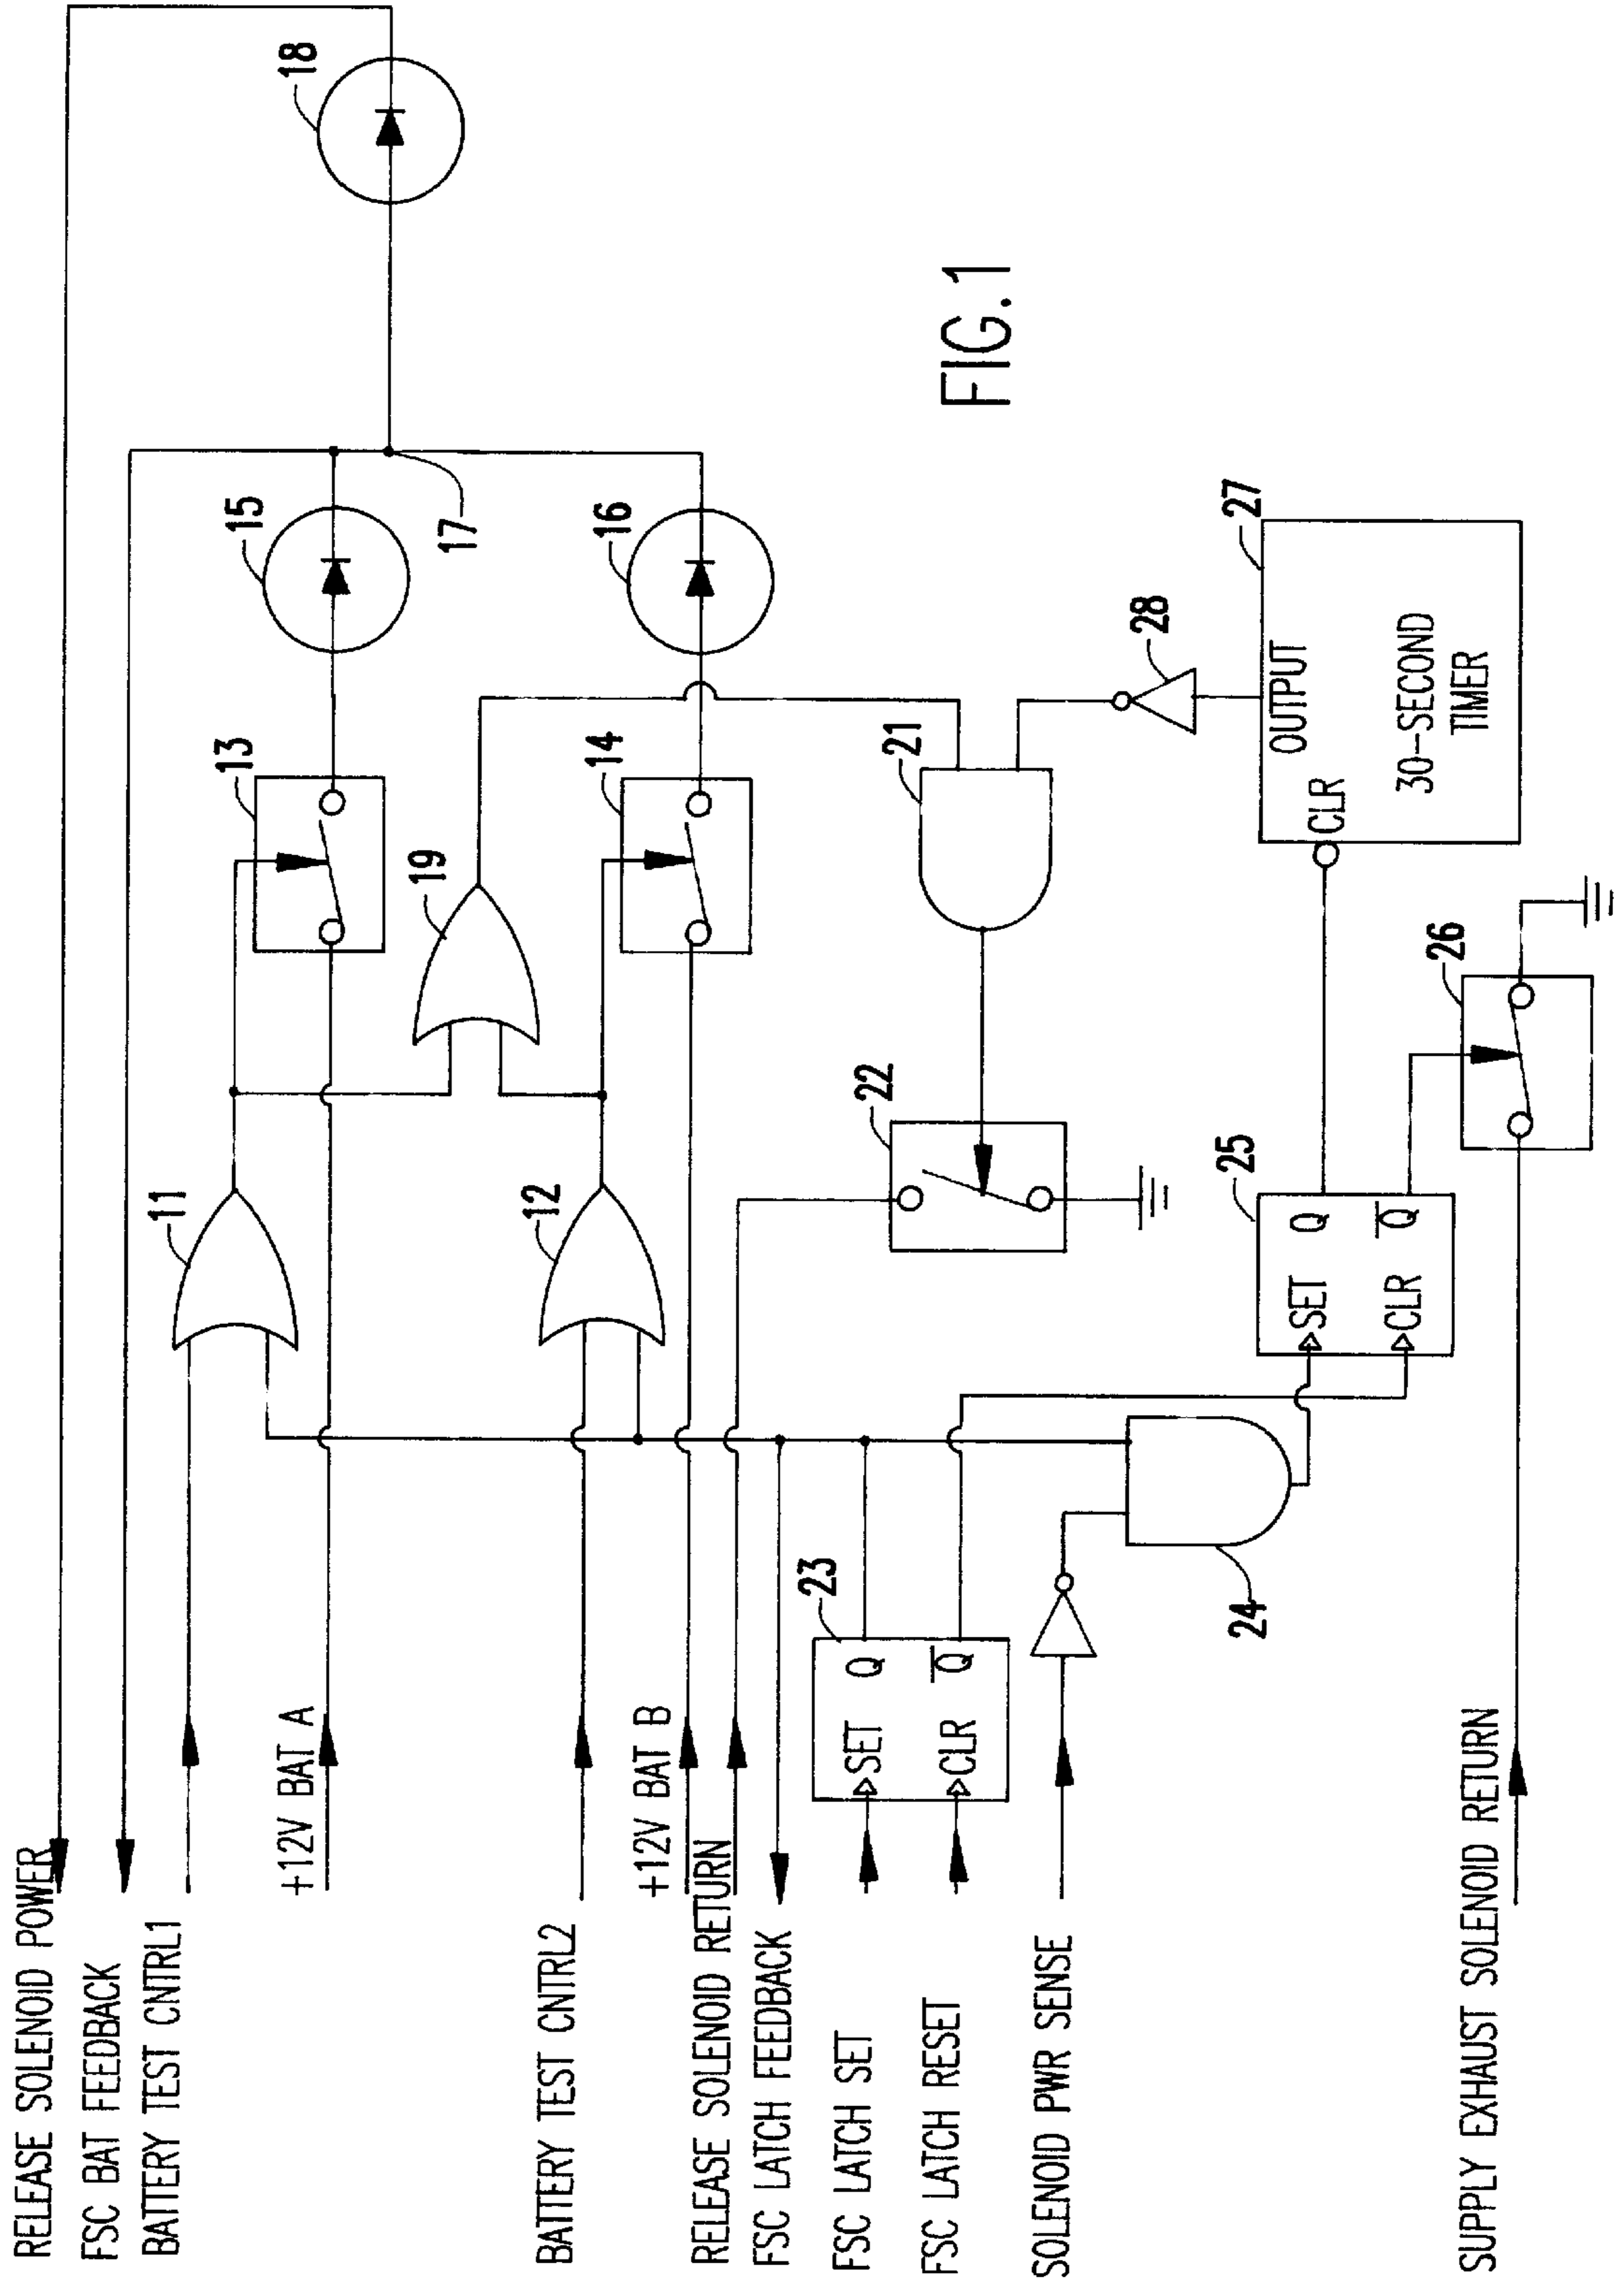 RELEASE SOLENOID POWER
FSC BAT FEEDBACK
BATTERY TEST CNTRL1
+12V BAT A
BATTERY TEST CNTRL2
+12V BAT B
RELEASE SOLENOID RETURN
FSC LATCH FEEDBACK
FSC LATCH SET
FSC LATCH RESET
SOLENOID PWR SENSE
SUPPLY EXHAUST SOLENOID RETURN
11
12
13
14
15
16
17
18
19
21
22
23
SET Q
CLR Q̅
24
25
SET Q
CLR Q̅
26
27
OUTPUT
CLR
30-SECOND
TIMER
28
FIG.1